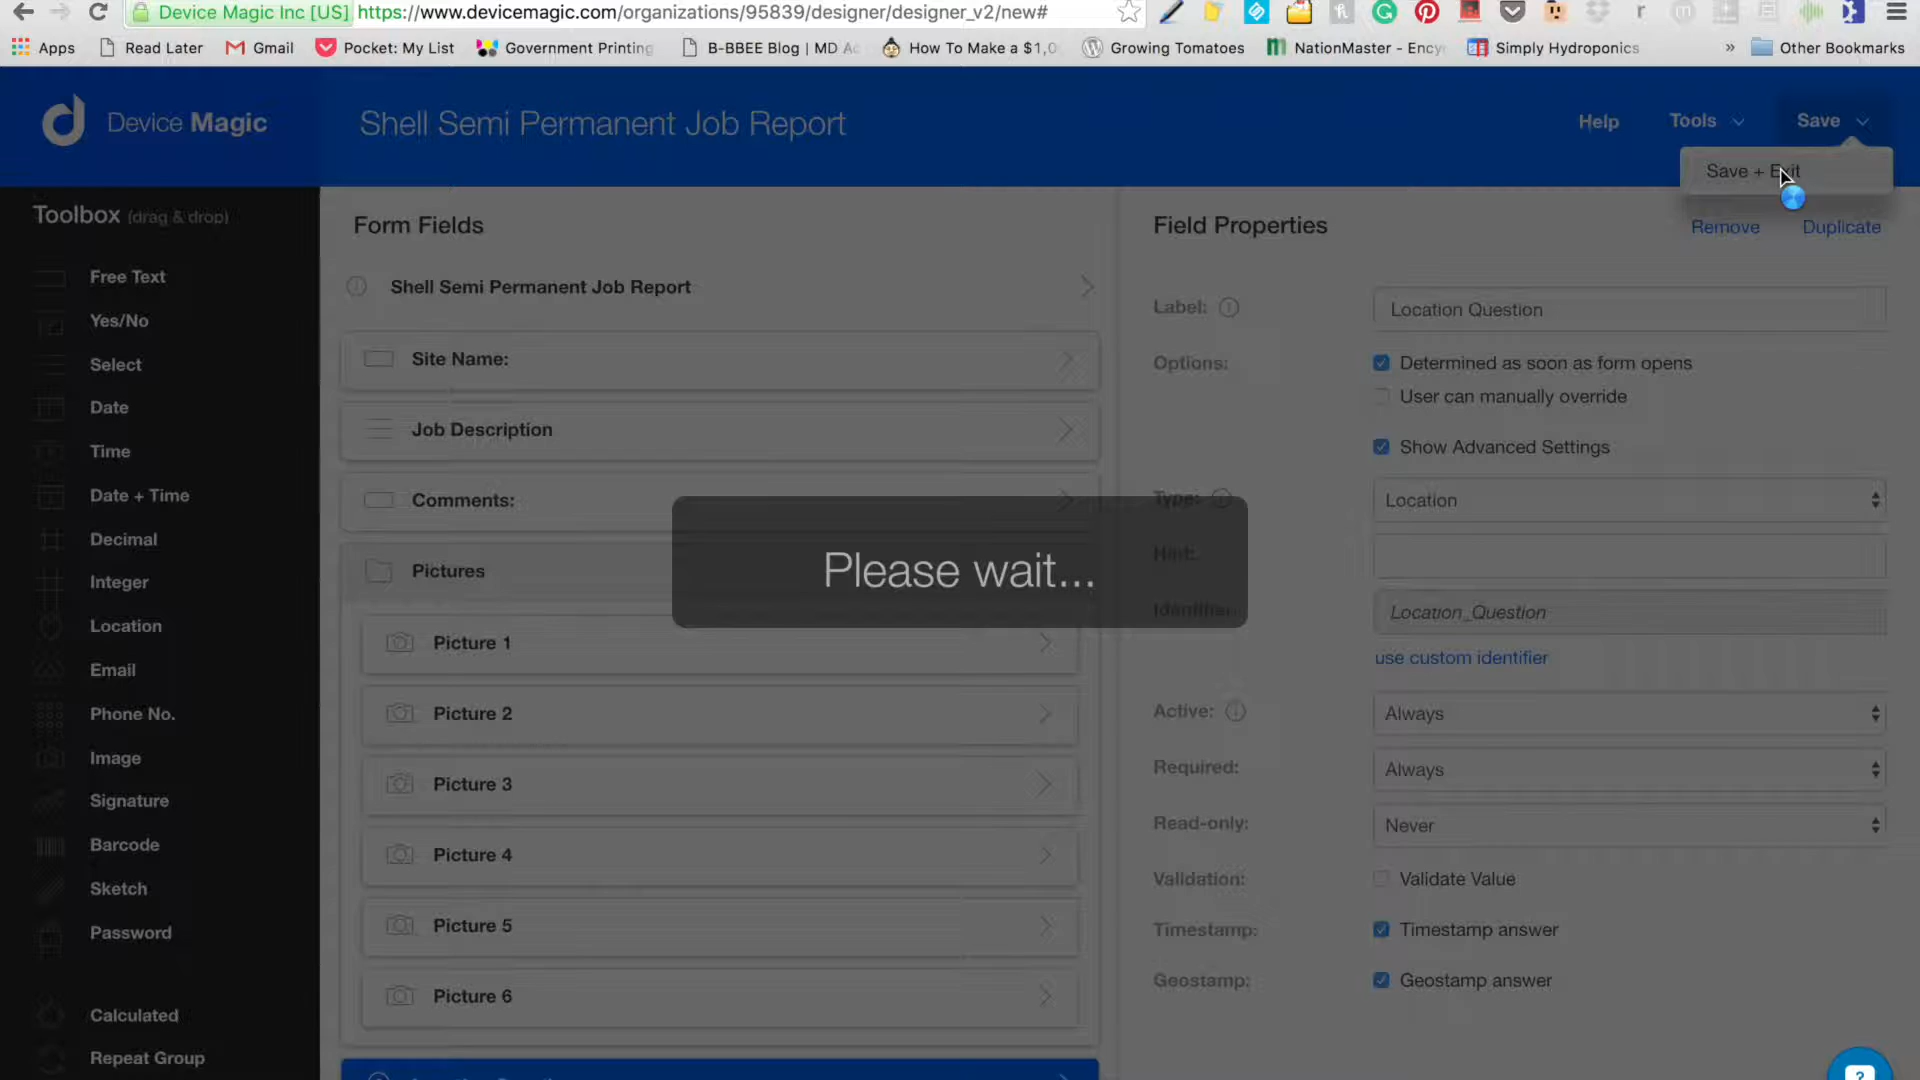 Device Magic Inc [US] https://www.devicemagic.com/organizations/95839/designer/designer_v2/new#
Apps Read Later Gmail Pocket: My List Government Printing B-BBEE Blog | MD Ac How To Make a $1,0 Growing Tomatoes NationMaster - Ency Simply Hydroponics » Other Bookmarks
Device Magic
Shell Semi Permanent Job Report
Help
Tools
Save
Save + Exit
Toolbox (drag & drop)
Free Text
Yes/No
Select
Date
Time
Date + Time
Decimal
Integer
Location
Email
Phone No.
Image
Signature
Barcode
Sketch
Password
Calculated
Repeat Group
Form Fields
Shell Semi Permanent Job Report
Site Name:
Job Description
Comments:
Pictures
Picture 1
Picture 2
Picture 3
Picture 4
Picture 5
Picture 6
Please wait...
Field Properties
Remove Duplicate
Label: Location Question
Options: Determined as soon as form opens
User can manually override
Show Advanced Settings
Type: Location
Hint:
Identifier: Location_Question
use custom identifier
Active: Always
Required: Always
Read-only: Never
Validation: Validate Value
Timestamp: Timestamp answer
Geostamp: Geostamp answer
?